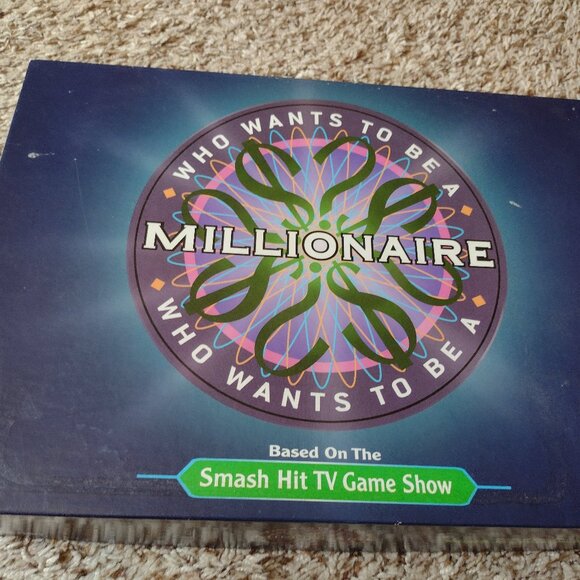 WHO WANTS TO BE A
MILLIONAIRE
WHO WANTS TO BE A
Based On The
Smash Hit TV Game Show